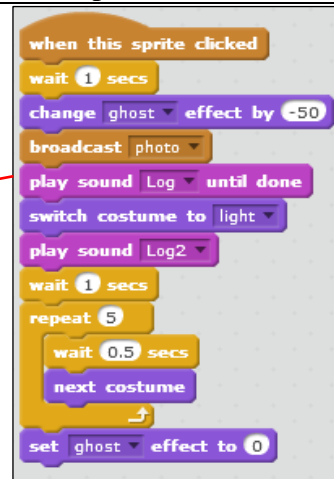 when this sprite clicked
wait 1 secs
change ghost effect by -50
broadcast photo
play sound Log until done
switch costume to light
play sound Log2
wait 1 secs
repeat 5
wait 0.5 secs
next costume
set ghost effect to 0